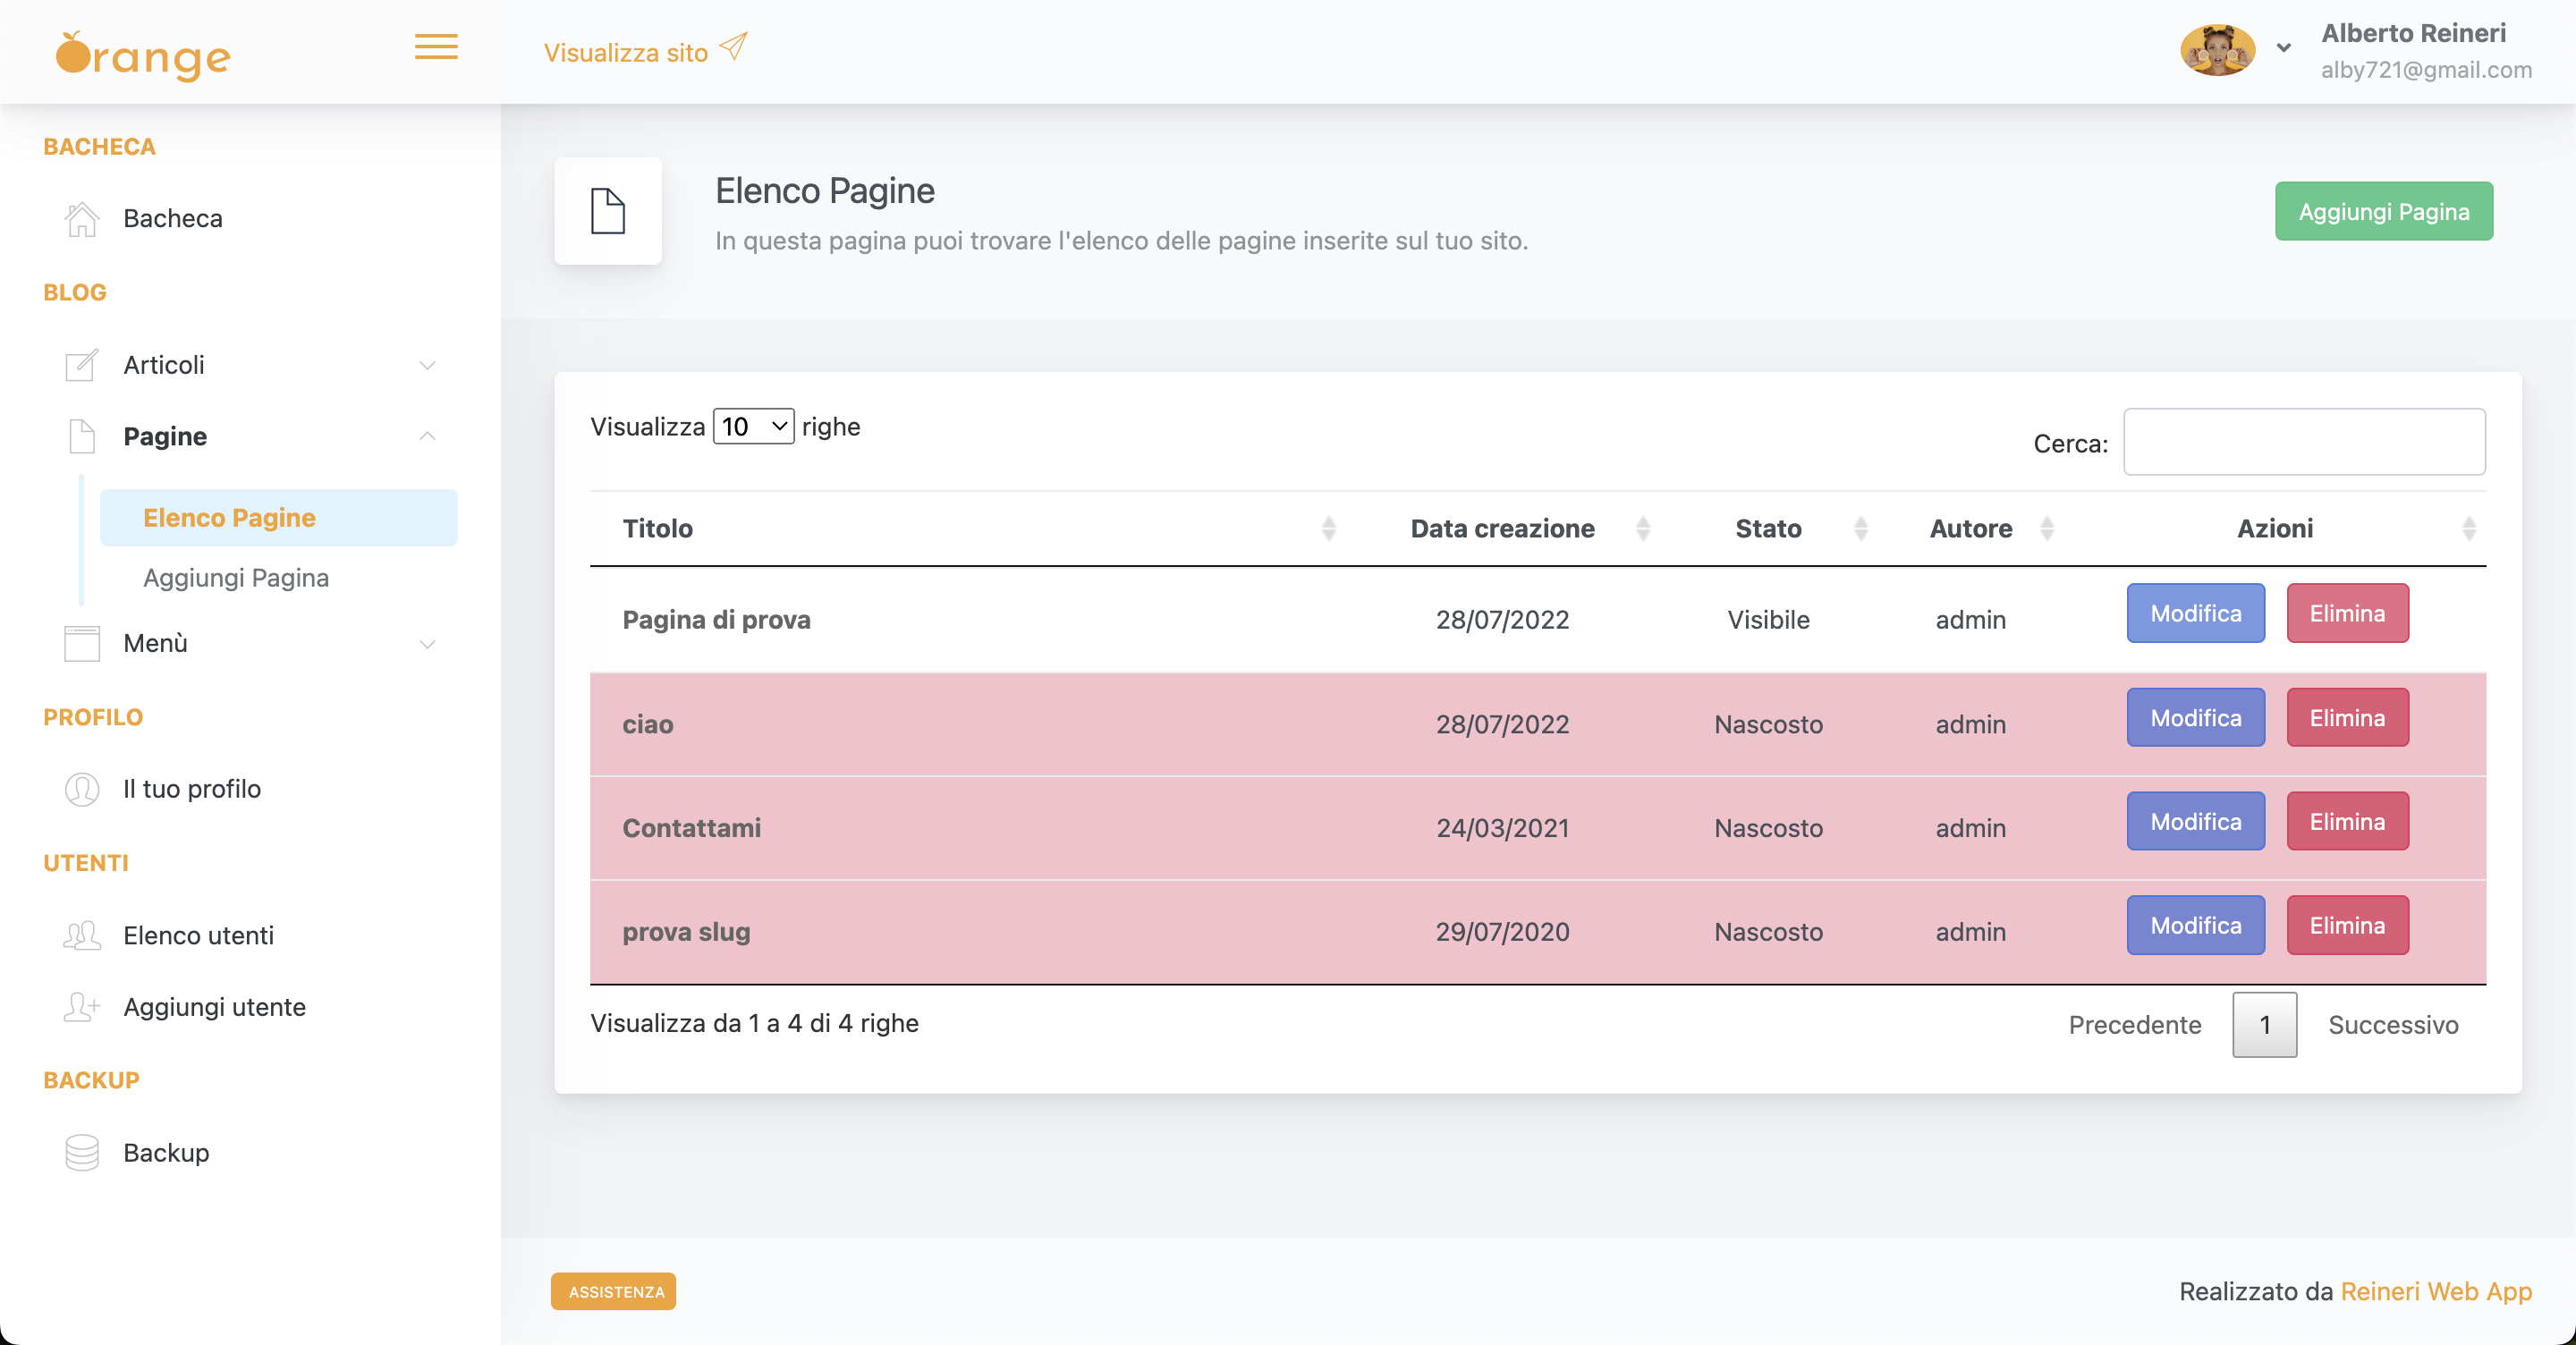 Orange
Visualizza sito
Alberto Reineri
alby721@gmail.com
BACHECA
Bacheca
BLOG
Articoli
Pagine
Elenco Pagine
Aggiungi Pagina
Menù
PROFILO
Il tuo profilo
UTENTI
Elenco utenti
Aggiungi utente
BACKUP
Backup
Elenco Pagine
In questa pagina puoi trovare l'elenco delle pagine inserite sul tuo sito.
Aggiungi Pagina
Visualizza 10 righe
Cerca:
Titolo Data creazione Stato Autore Azioni
Pagina di prova 28/07/2022 Visibile admin Modifica Elimina
ciao 28/07/2022 Nascosto admin Modifica Elimina
Contattami 24/03/2021 Nascosto admin Modifica Elimina
prova slug 29/07/2020 Nascosto admin Modifica Elimina
Visualizza da 1 a 4 di 4 righe
Precedente 1 Successivo
ASSISTENZA
Realizzato da Reineri Web App